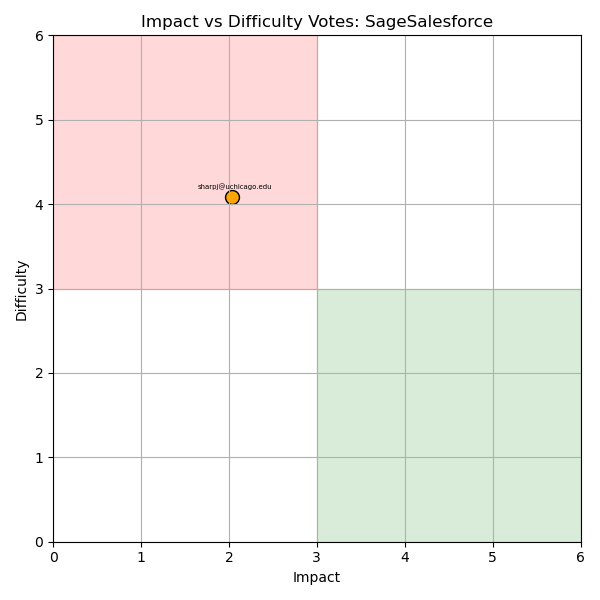 Impact vs Difficulty Votes: SageSalesforce
6
5
sharpj@uchicago.edu
4
Difficulty
3
2
1
0
0 1 2 3 4 5 6
Impact